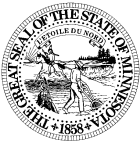 THE GREAT SEAL OF THE STATE OF MINNESOTA
L'ETOILE DU NORD
1858